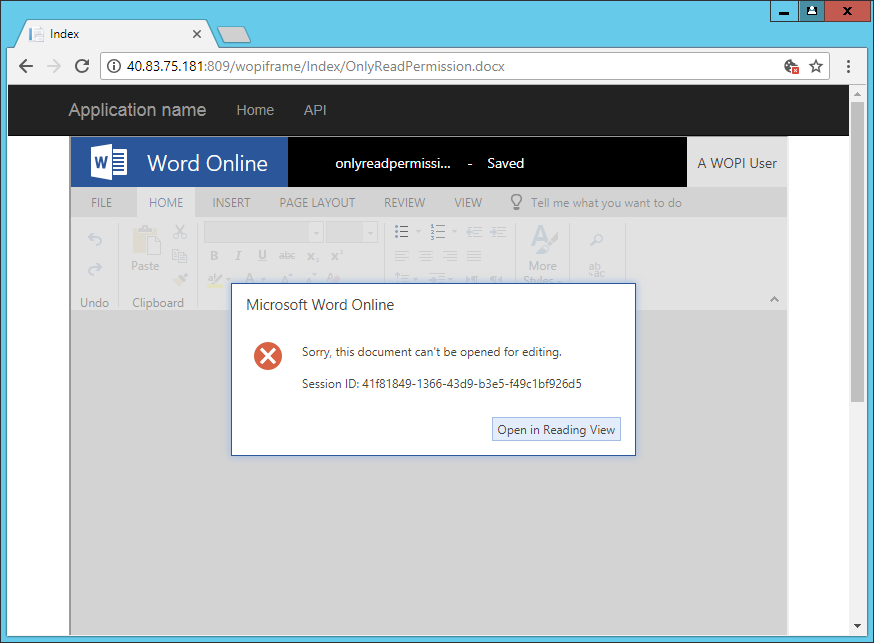 Index
40.83.75.181:809/wopiframe/Index/OnlyReadPermission.docx
Application name Home API
Word Online onlyreadpermissi... - Saved A WOPI User
FILE HOME INSERT PAGE LAYOUT REVIEW VIEW Tell me what you want to do
Paste
B I U abc x₂ x²
More
Styles
Undo Clipboard
Microsoft Word Online
Sorry, this document can't be opened for editing.
Session ID: 41f81849-1366-43d9-b3e5-f49c1bf926d5
Open in Reading View